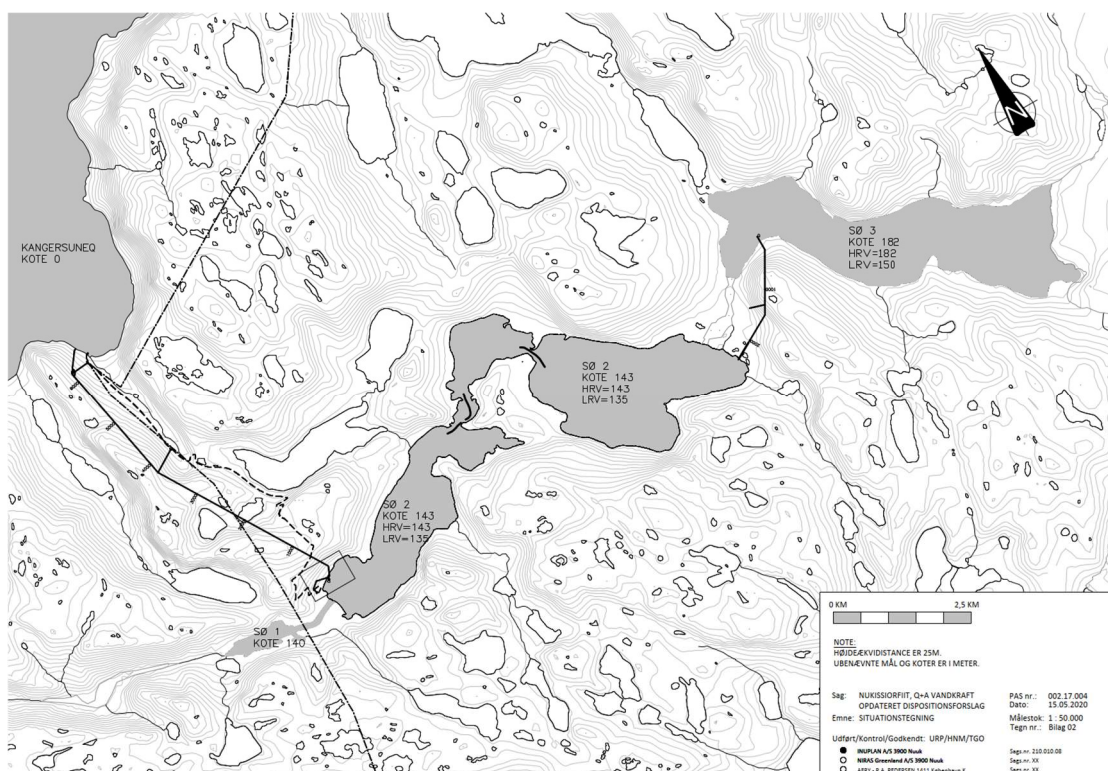 KANGERSUNEQ
KOTE 0
SØ 3
KOTE 182
HRV=182
LRV=150
SØ 2
KOTE 143
HRV=143
LRV=135
SØ 2
KOTE 143
HRV=143
LRV=135
SØ 1
KOTE 140
N
0 KM 2,5 KM
NOTE:
HØJDEÆKVIDISTANCE ER 25M.
UBENÆVNTE MÅL OG KOTER ER I METER.
Sag: NUKISSIORFIIT, Q+A VANDKRAFT PAS nr.: 002.17.004
OPDATERET DISPOSITIONSFORSLAG Dato: 15.05.2020
Emne: SITUATIONSTEGNING Målestok: 1 : 50.000
Tegn nr.: Bilag 02
Udført/Kontrol/Godkendt: URP/HNM/TGO
INUPLAN A/S 3900 Nuuk Sags.nr. 210.010.08
NIRAS Greenland A/S 3900 Nuuk Sags.nr. XX